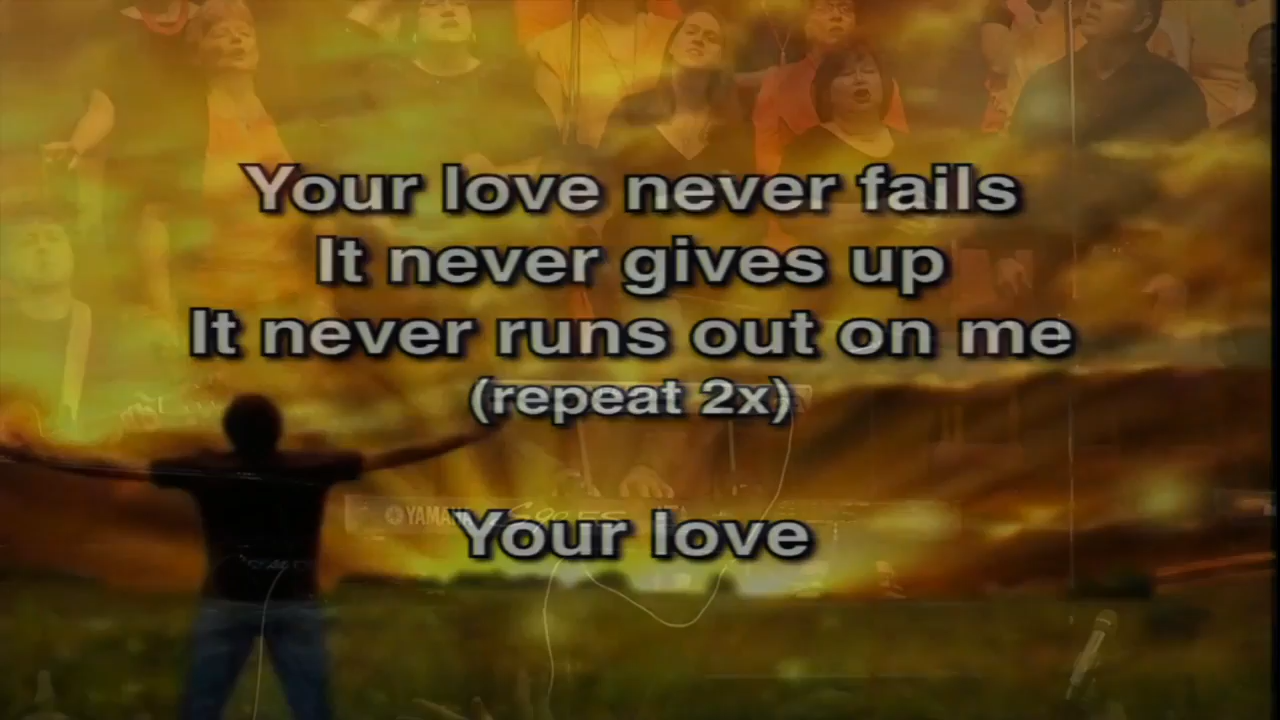 Your love never fails
It never gives up
It never runs out on me
(repeat 2x)
YAMAHA
Your love